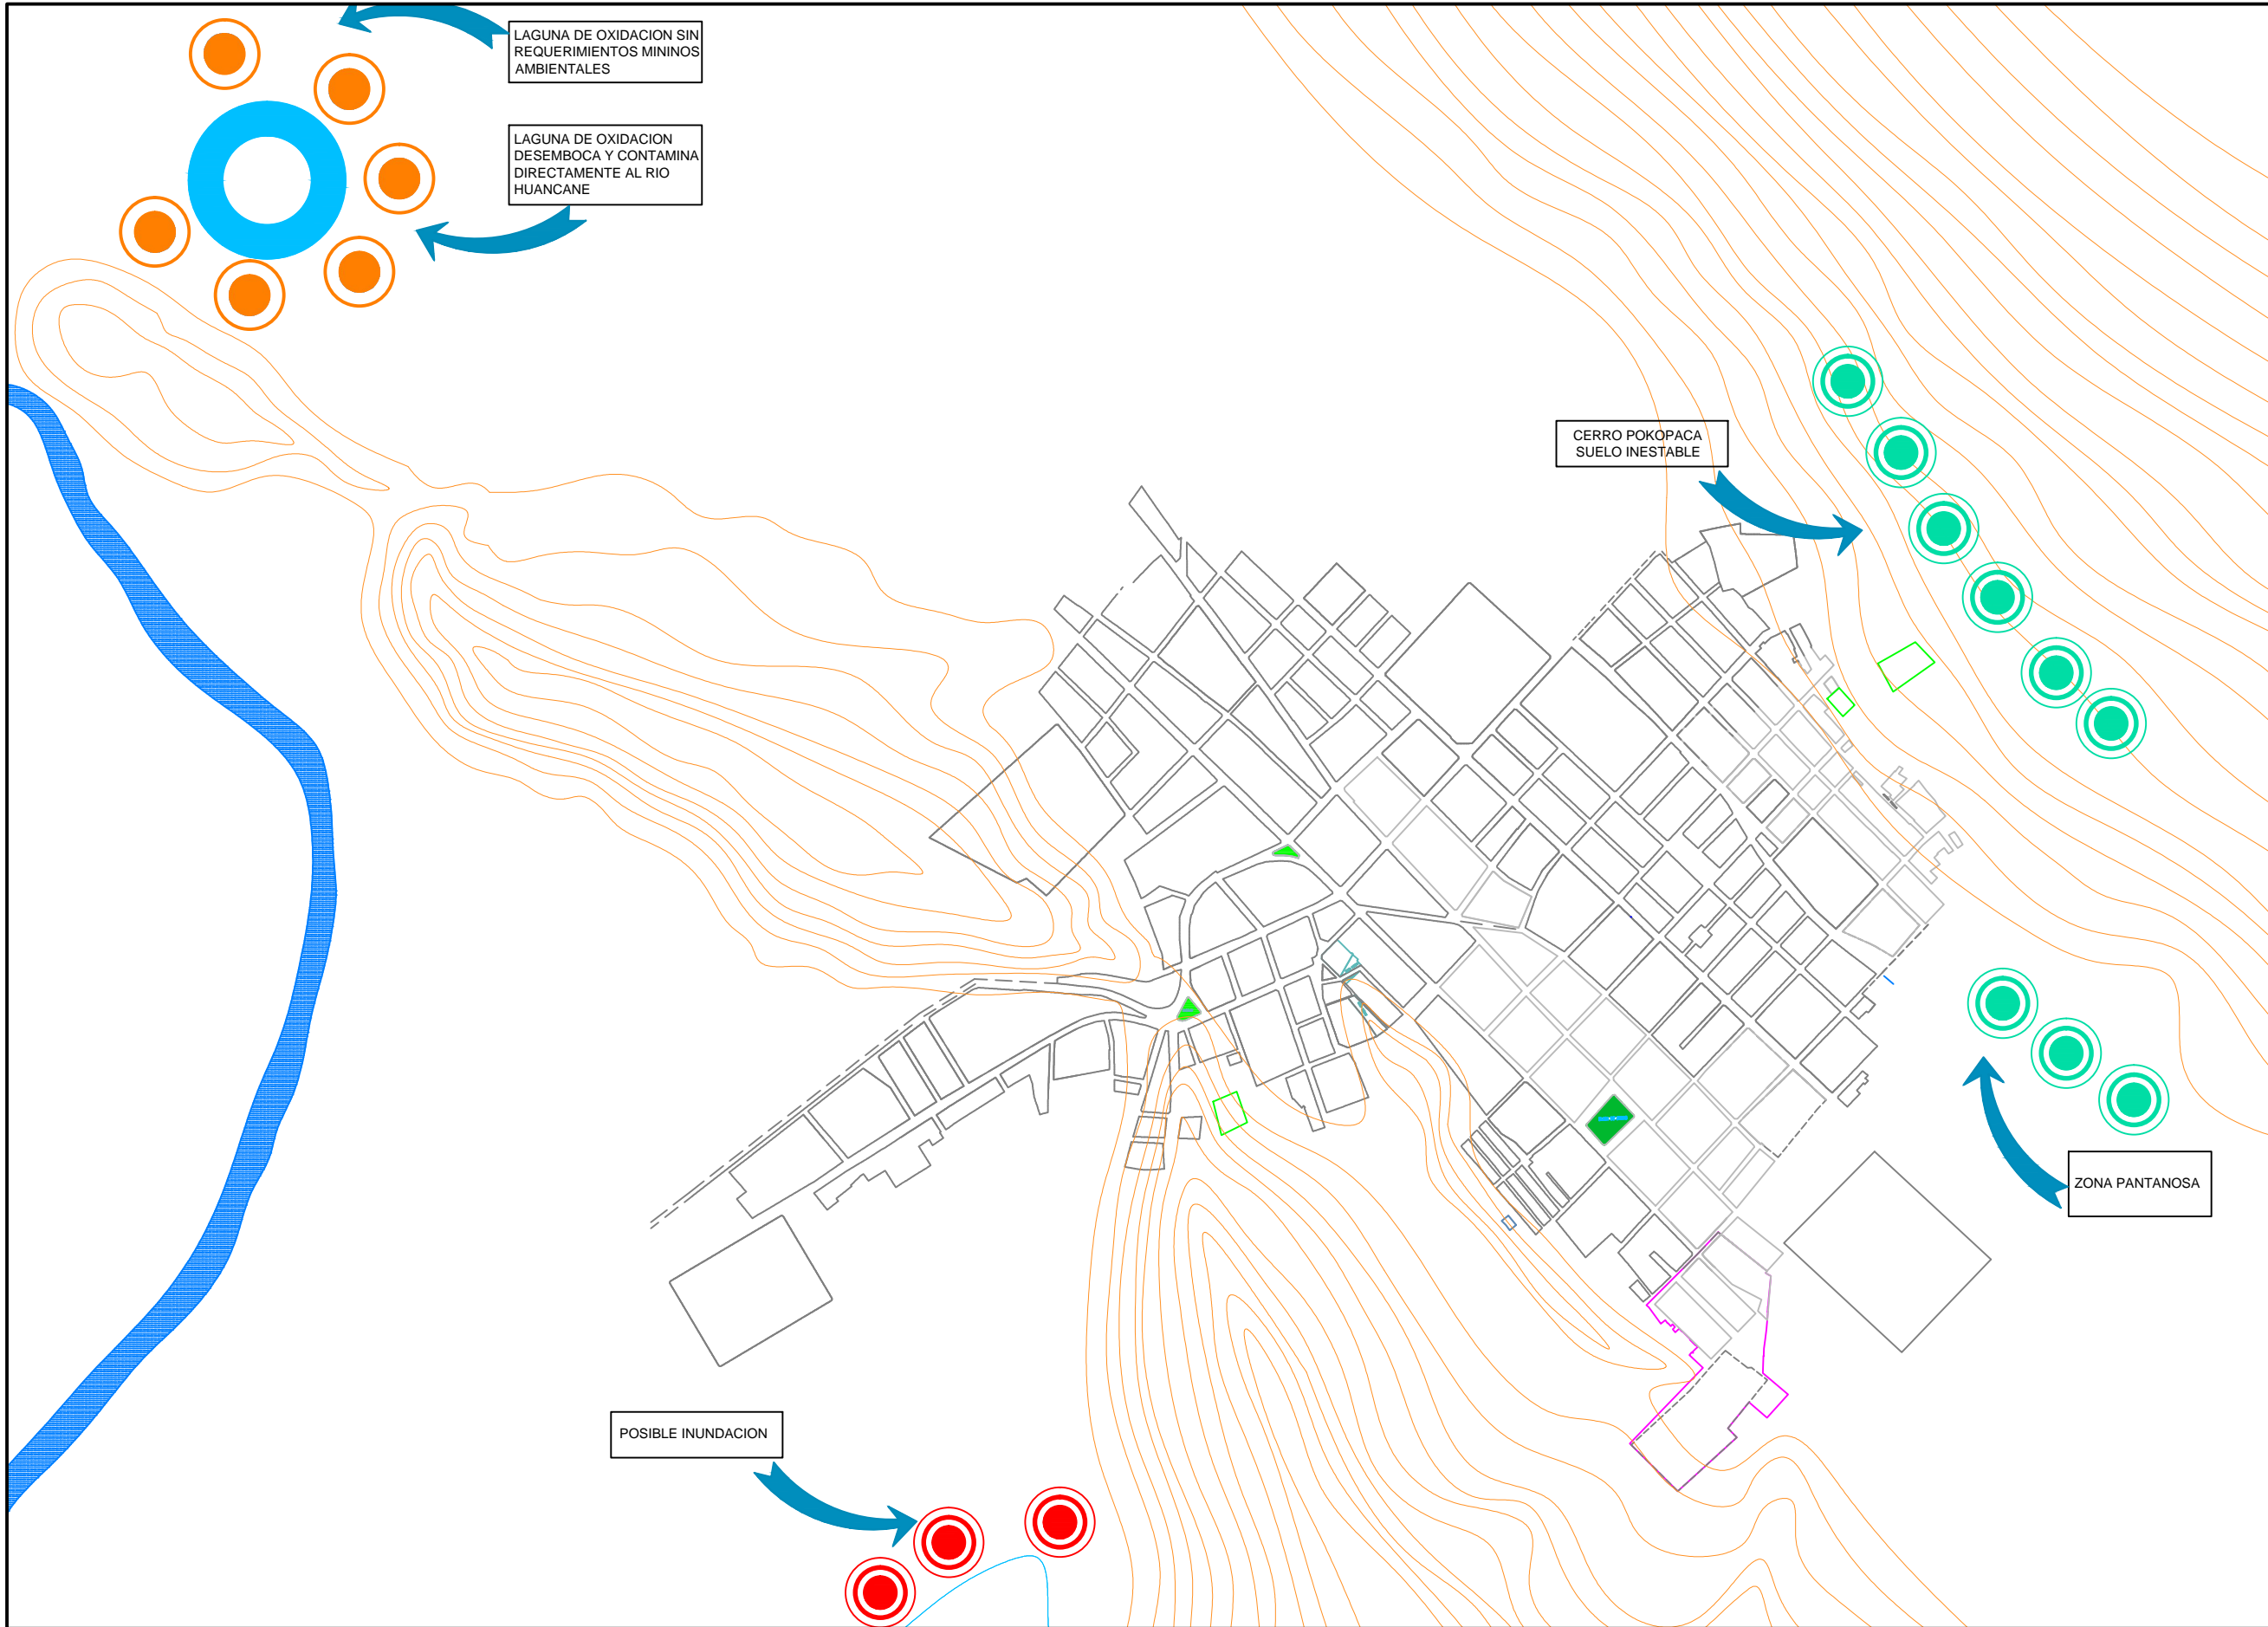 LAGUNA DE OXIDACION SIN
REQUERIMIENTOS MININOS
AMBIENTALES
LAGUNA DE OXIDACION
DESEMBOCA Y CONTAMINA
DIRECTAMENTE AL RIO
HUANCANE
CERRO POKOPACA
SUELO INESTABLE
ZONA PANTANOSA
POSIBLE INUNDACION